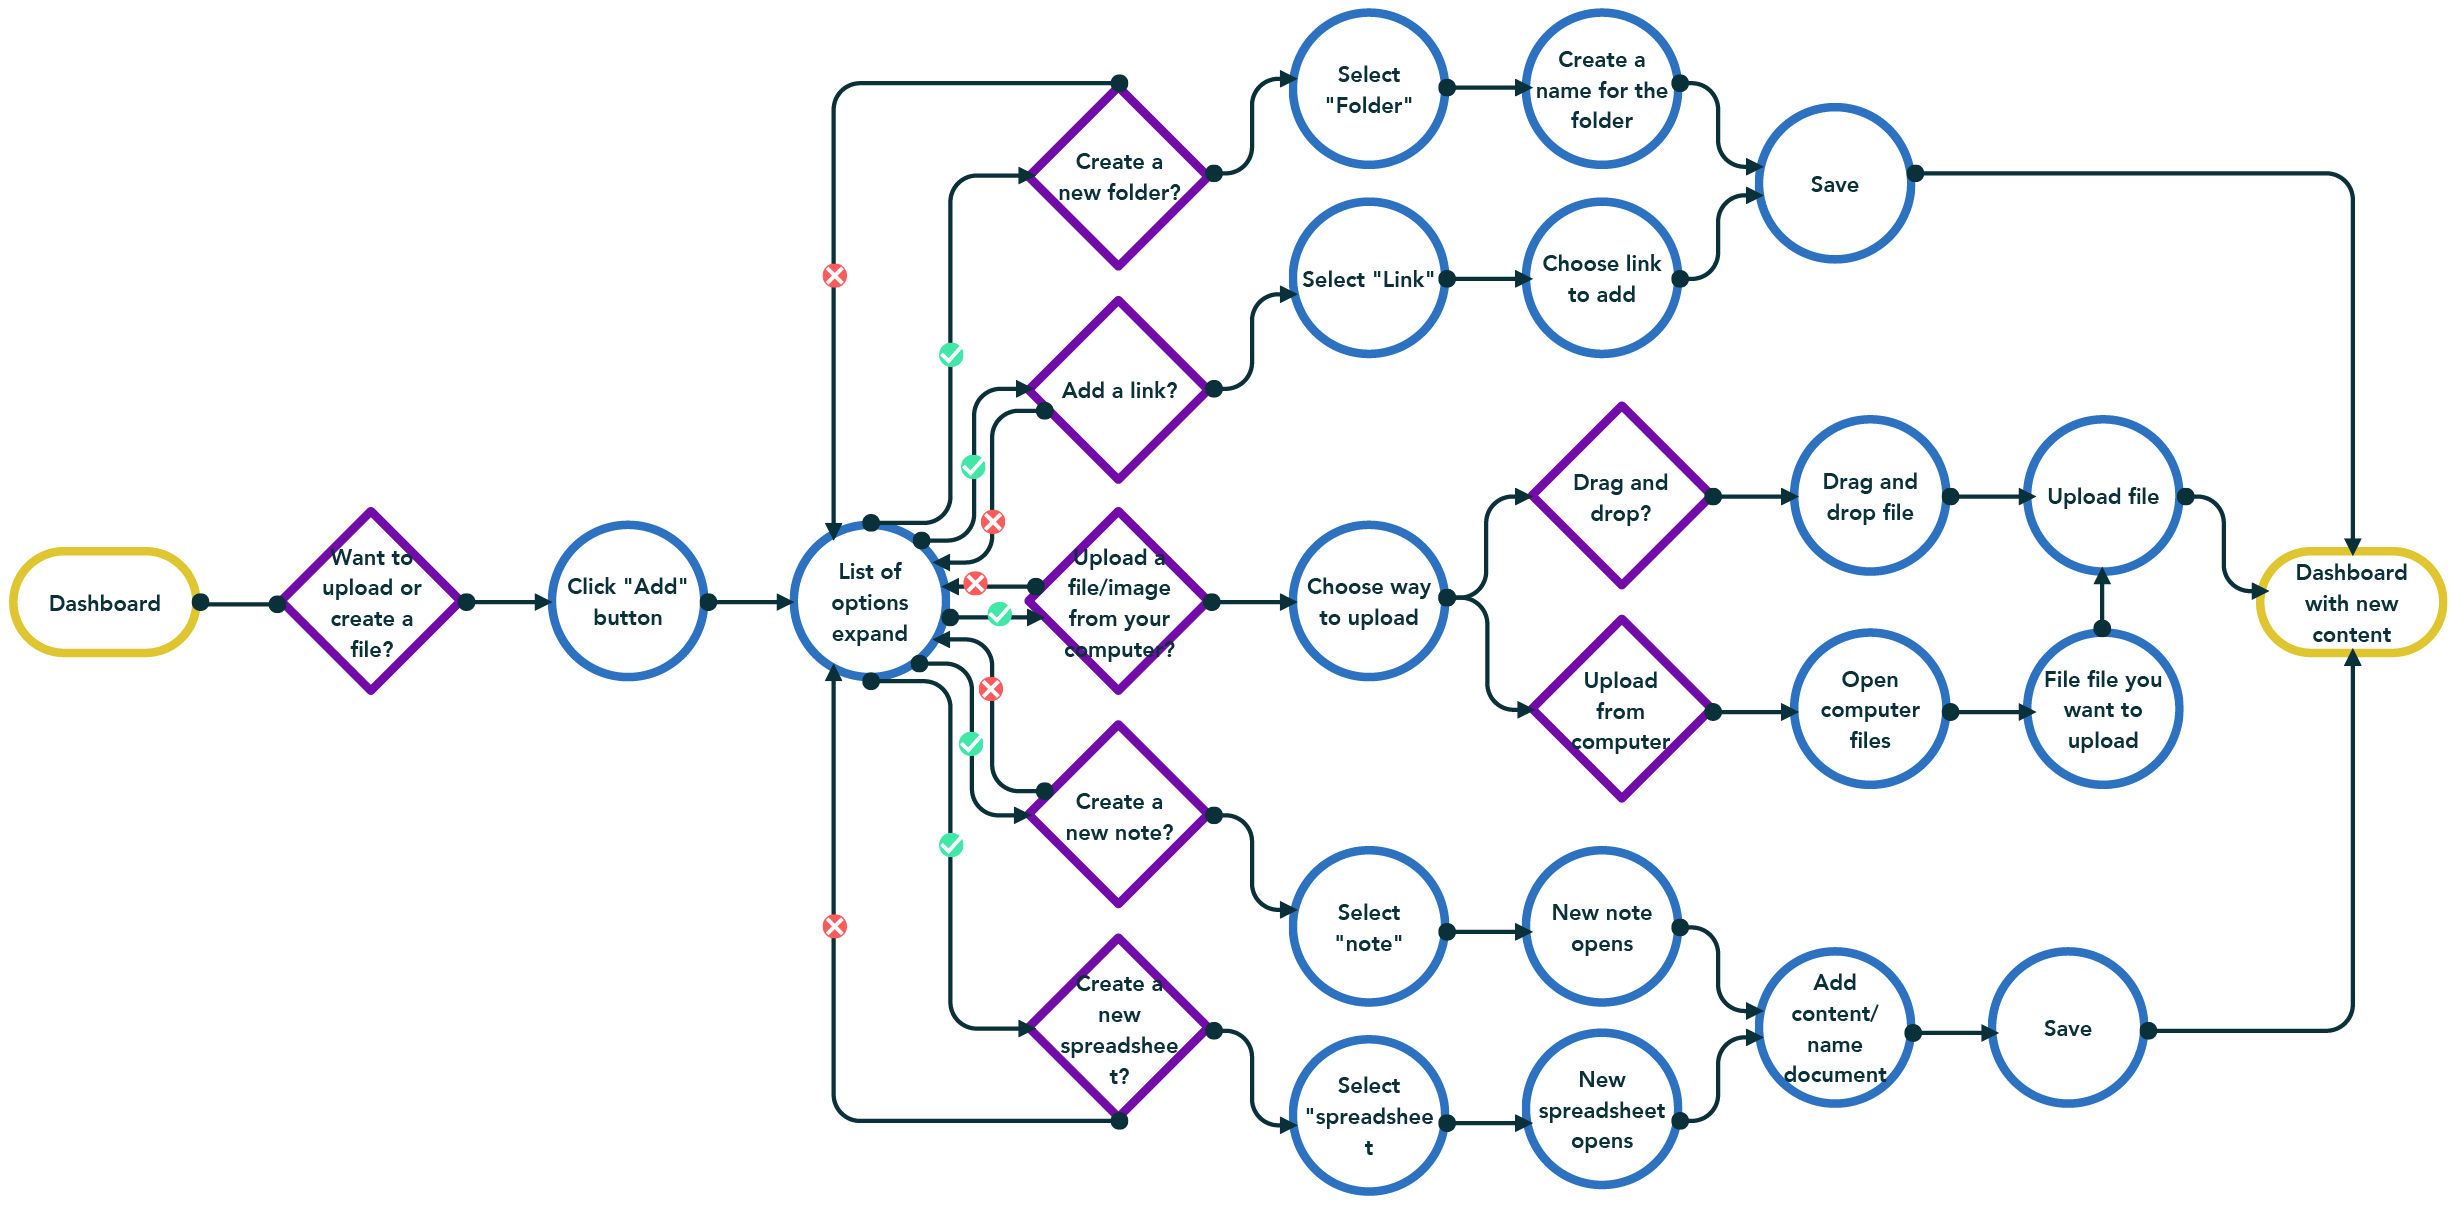 Dashboard
Want to
upload or
create a
file?
Click "Add"
button
List of
options
expand
Create a
new folder?
Select
"Folder"
Create a
name for the
folder
Save
Add a link?
Select "Link"
Choose link
to add
Upload a
file/image
from your
computer?
Choose way
to upload
Drag and
drop?
Drag and
drop file
Upload file
Upload
from
computer
Open
computer
files
File file you
want to
upload
Dashboard
with new
content
Create a
new note?
Select
"note"
New note
opens
Create a
new
spreadshee
t?
Select
"spreadshee
t
New
spreadsheet
opens
Add
content/
name
document
Save